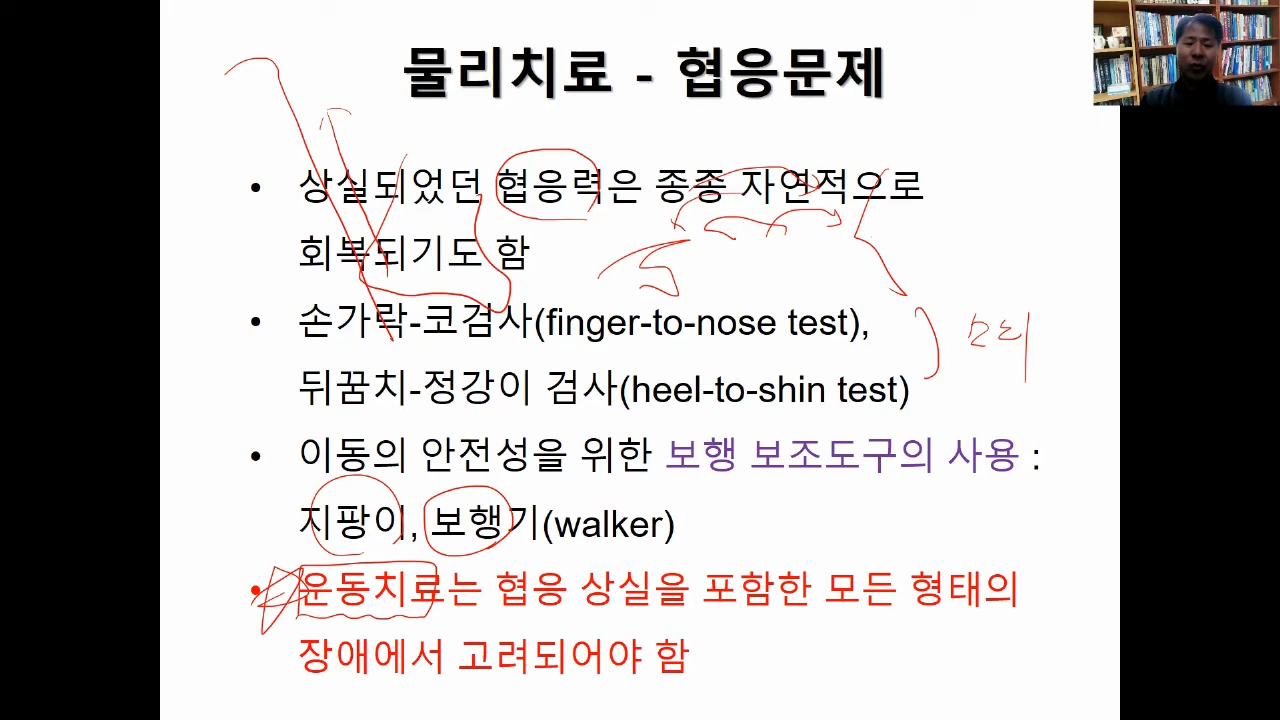 물리치료 - 협응문제
• 상실되었던 협응력은 종종 자연적으로
회복되기도 함
• 손가락-코검사(finger-to-nose test),
뒤꿈치-정강이 검사(heel-to-shin test)
• 이동의 안전성을 위한 보행 보조도구의 사용 :
지팡이, 보행기(walker)
• 운동치료는 협응 상실을 포함한 모든 형태의
장애에서 고려되어야 함